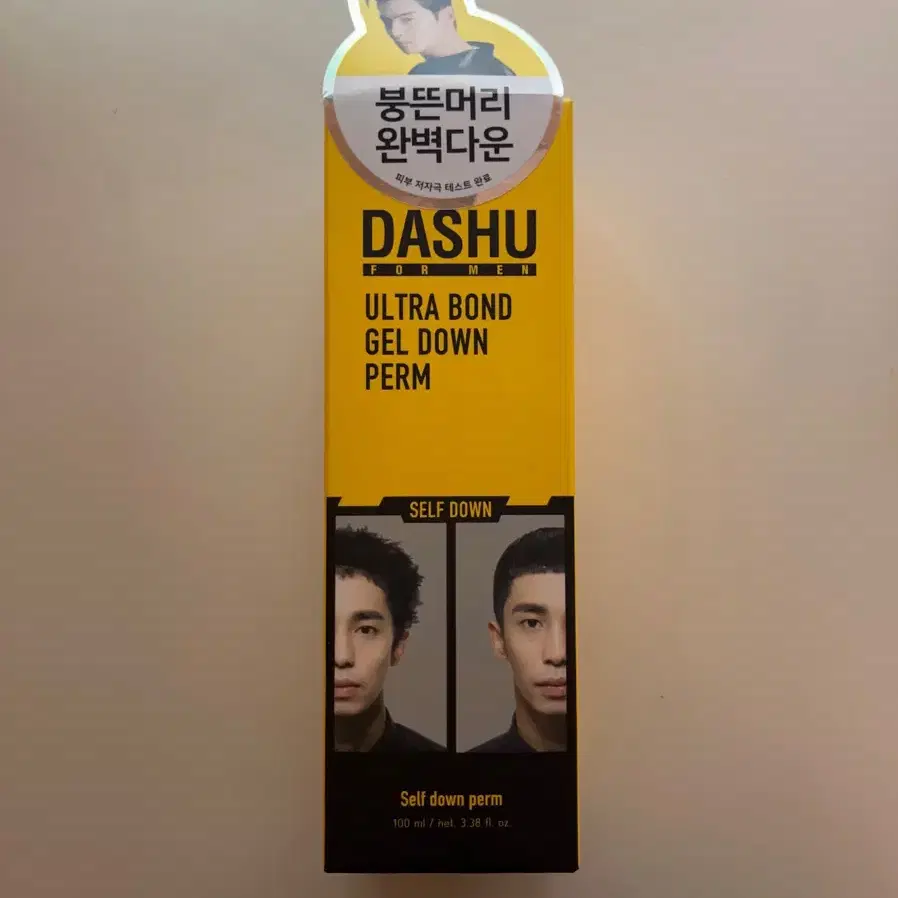 붕뜬머리
완벽다운
피부 저자극 테스트 완료
DASHU
FOR MEN
ULTRA BOND
GEL DOWN
PERM
SELF DOWN
Self down perm
100 ml / net. 3.38 fl. oz.